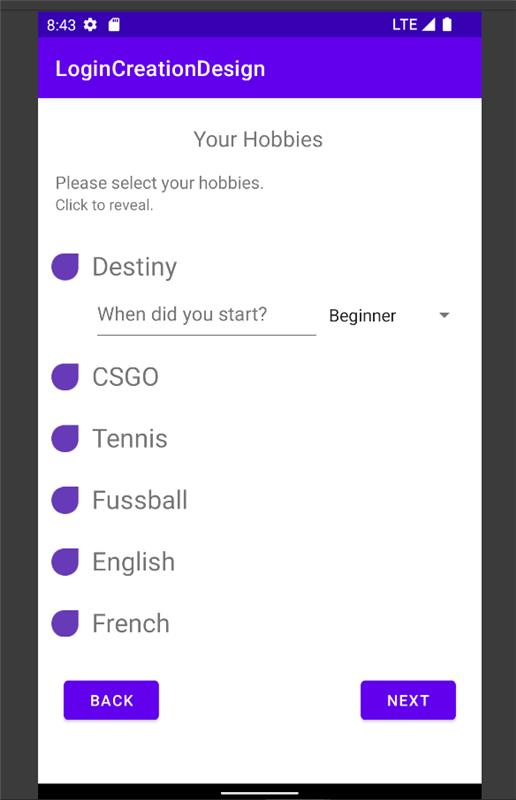 8:43 LTE
LoginCreationDesign
Your Hobbies
Please select your hobbies.
Click to reveal.
Destiny
When did you start? Beginner
CSGO
Tennis
Fussball
English
French
BACK NEXT